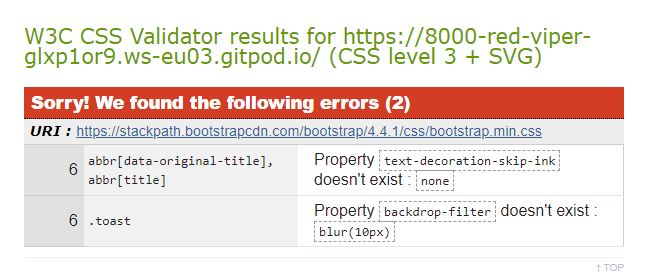 W3C CSS Validator results for https://8000-red-viper-
glxp1or9.ws-eu03.gitpod.io/ (CSS level 3 + SVG)
Sorry! We found the following errors (2)
URI : https://stackpath.bootstrapcdn.com/bootstrap/4.4.1/css/bootstrap.min.css
6 abbr[data-original-title], Property text-decoration-skip-ink
abbr[title] doesn't exist : none
6 .toast Property backdrop-filter doesn't exist :
blur(10px)
↑ TOP